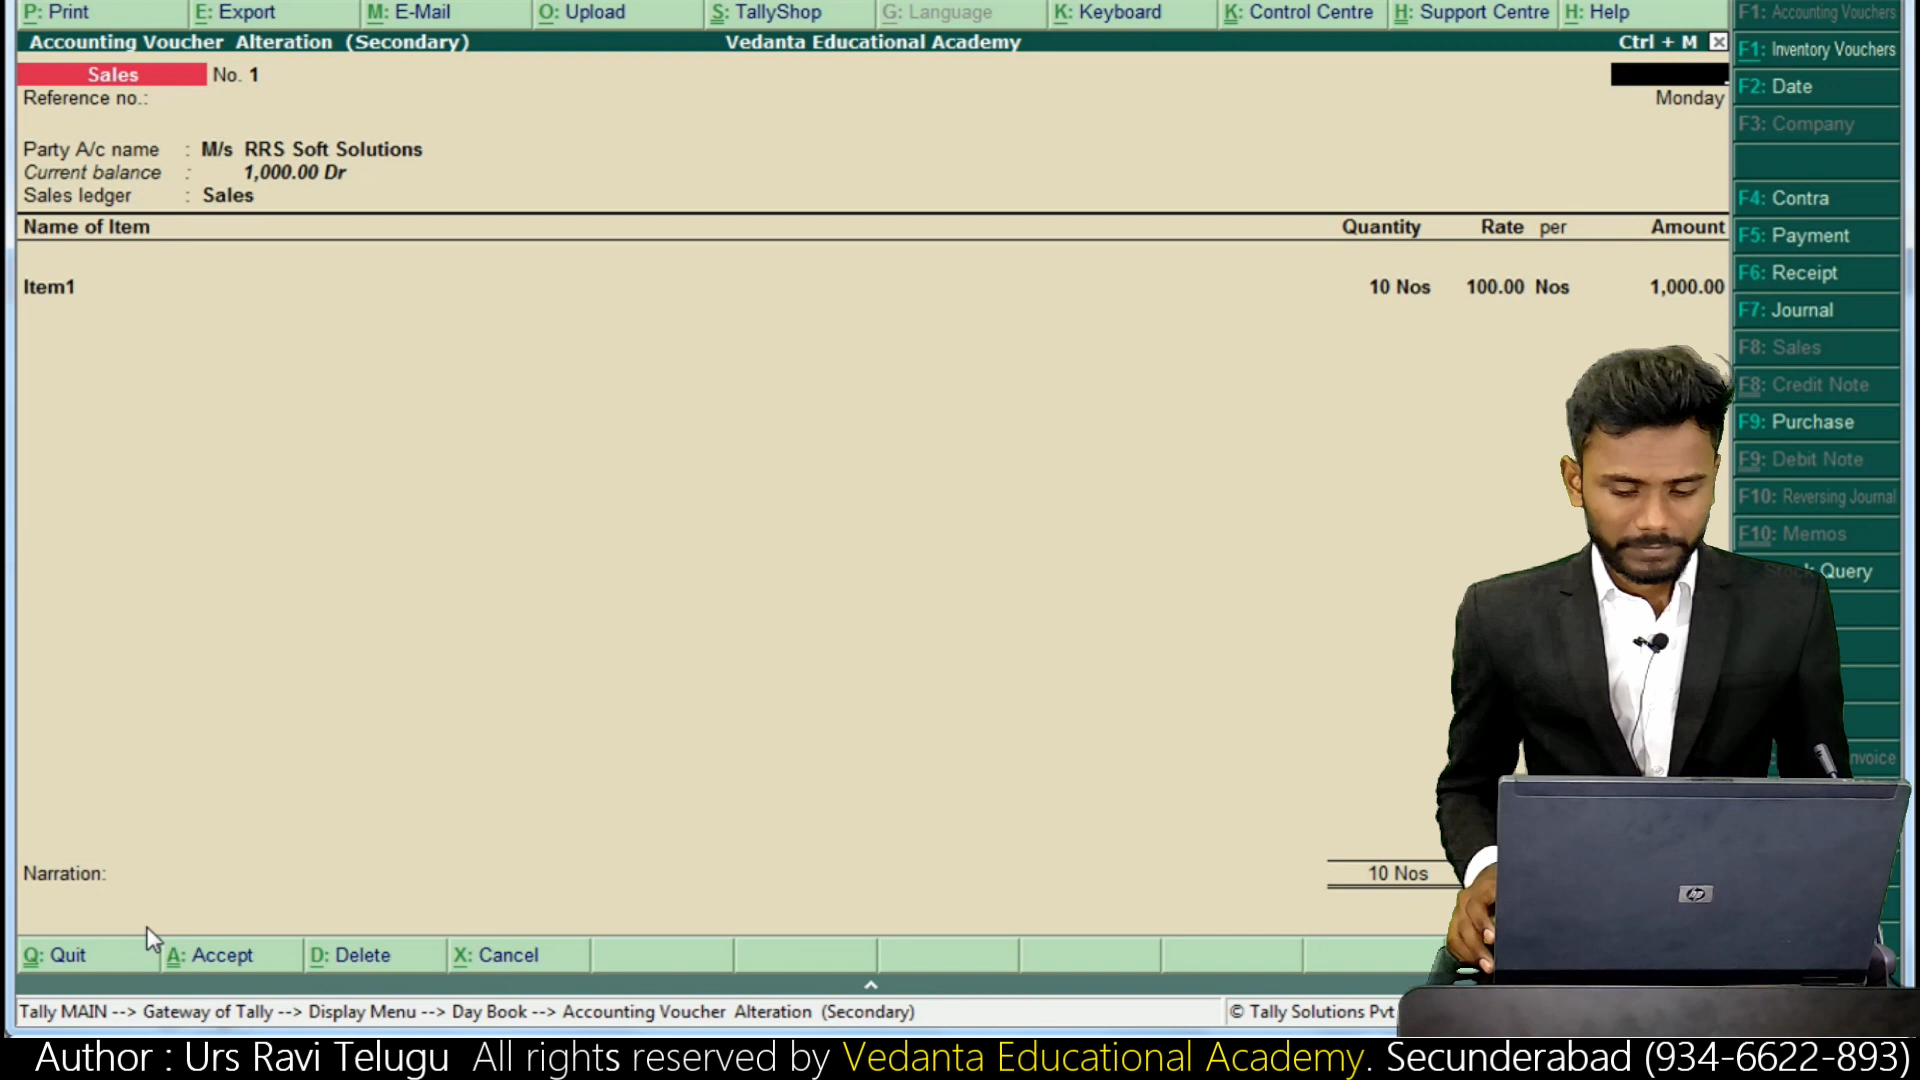 P: Print E: Export M: E-Mail O: Upload S: TallyShop G: Language K: Keyboard K: Control Centre H: Support Centre H: Help
Accounting Voucher Alteration (Secondary) Vedanta Educational Academy Ctrl + M
Sales No. 1
Reference no.:
Monday
Party A/c name : M/s RRS Soft Solutions
Current balance : 1,000.00 Dr
Sales ledger : Sales
Name of Item Quantity Rate per Amount
Item1 10 Nos 100.00 Nos 1,000.00
Narration: 10 Nos
Q: Quit A: Accept D: Delete X: Cancel
Tally MAIN --> Gateway of Tally --> Display Menu --> Day Book --> Accounting Voucher Alteration (Secondary) © Tally Solutions Pvt
F1: Accounting Vouchers
F1: Inventory Vouchers
F2: Date
F3: Company
F4: Contra
F5: Payment
F6: Receipt
F7: Journal
F8: Sales
F8: Credit Note
F9: Purchase
F9: Debit Note
F10: Reversing Journal
F10: Memos
Query
hp
Author : Urs Ravi Telugu All rights reserved by Vedanta Educational Academy. Secunderabad (934-6622-893)